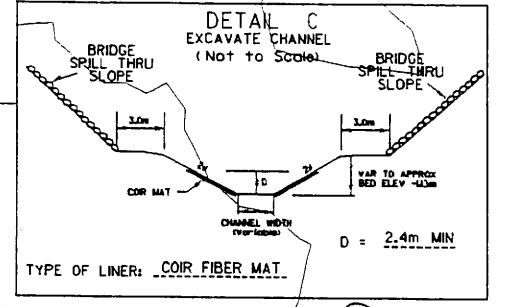 DETAIL C
EXCAVATE CHANNEL
(Not to Scale)
BRIDGE
SPILL THRU
SLOPE
BRIDGE
SPILL THRU
SLOPE
3.0m
3.0m
COIR MAT
D
VAR TO APPROX
BED ELEV
CHANNEL WIDTH
(Variable)
D = 2.4m MIN
TYPE OF LINER: COIR FIBER MAT